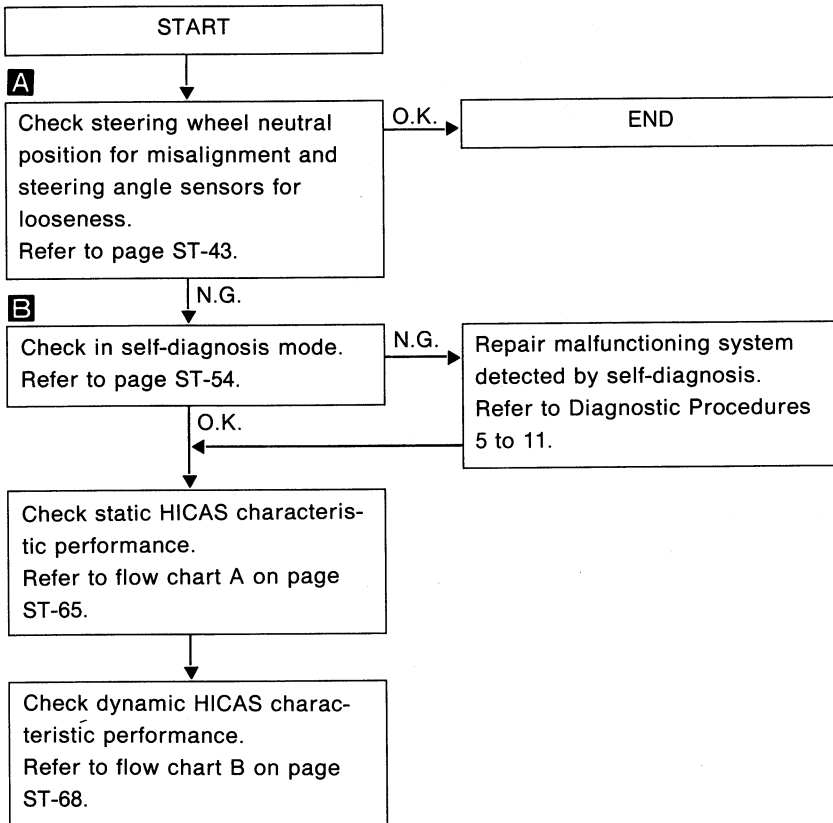 START
A
Check steering wheel neutral
position for misalignment and
steering angle sensors for
looseness.
Refer to page ST-43.
O.K.
END
N.G.
B
Check in self-diagnosis mode.
Refer to page ST-54.
N.G.
Repair malfunctioning system
detected by self-diagnosis.
Refer to Diagnostic Procedures
5 to 11.
O.K.
Check static HICAS characteris-
tic performance.
Refer to flow chart A on page
ST-65.
Check dynamic HICAS charac-
teristic performance.
Refer to flow chart B on page
ST-68.